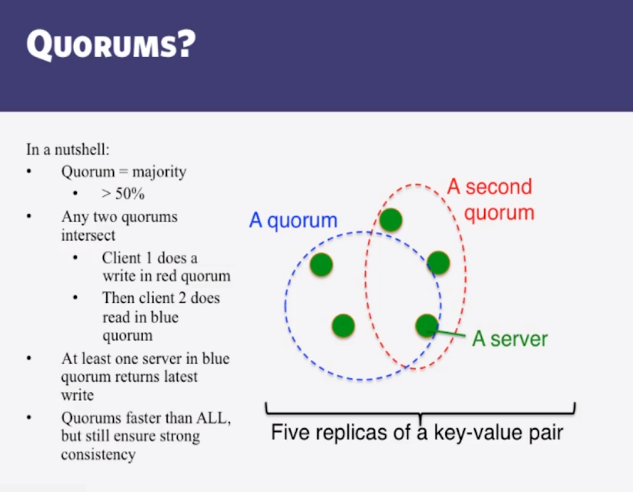 QUORUMS?
In a nutshell:
• Quorum = majority
• > 50%
• Any two quorums
intersect
• Client 1 does a
write in red quorum
• Then client 2 does
read in blue
quorum
• At least one server in blue
quorum returns latest
write
• Quorums faster than ALL,
but still ensure strong
consistency
A quorum
A second
quorum
A server
Five replicas of a key-value pair